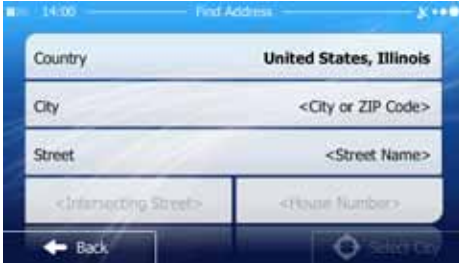 14:00 Find Address
Country United States, Illinois
City <City or ZIP Code>
Street <Street Name>
<Intersecting Street> <House Number>
Back Select City